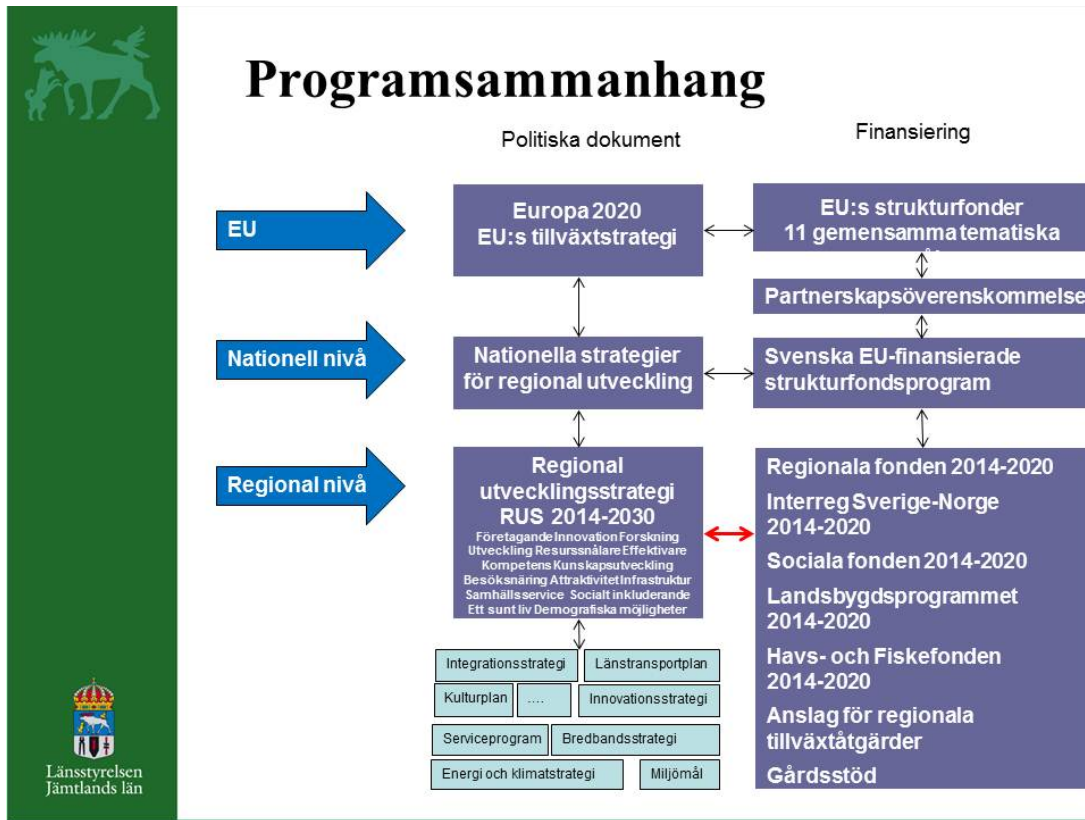 Programsammanhang
Politiska dokument
Finansiering
EU
Europa 2020
EU:s tillväxtstrategi
EU:s strukturfonder
11 gemensamma tematiska
Partnerskapsöverenskommelse
Nationell nivå
Nationella strategier
för regional utveckling
Svenska EU-finansierade
strukturfondsprogram
Regional nivå
Regional
utvecklingsstrategi
RUS 2014-2030
Företagande Innovation Forskning
Utveckling Resurssnålare Effektivare
Kompetens Kunskapsutveckling
Besöksnäring Attraktivitet Infrastruktur
Samhällsservice Socialt inkluderande
Ett sunt liv Demografiska möjligheter
Regionala fonden 2014-2020
Interreg Sverige-Norge
2014-2020
Sociala fonden 2014-2020
Landsbygdsprogrammet
2014-2020
Havs- och Fiskefonden
2014-2020
Anslag för regionala
tillväxtåtgärder
Gårdsstöd
Integrationsstrategi
Länstransportplan
Kulturplan
....
Innovationsstrategi
Serviceprogram
Bredbandsstrategi
Energi och klimatstrategi
Miljömål
Länsstyrelsen
Jämtlands län